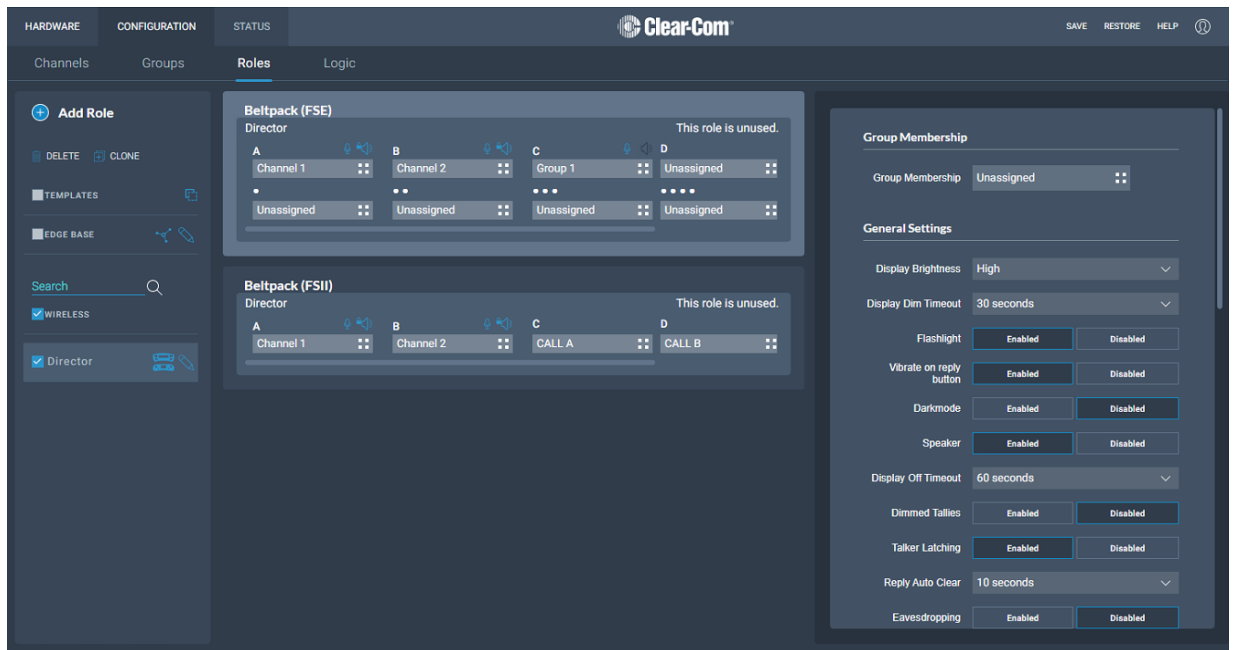 HARDWARE CONFIGURATION STATUS Clear-Com SAVE RESTORE HELP
Channels Groups Roles Logic
Add Role
DELETE CLONE
TEMPLATES
EDGE BASE
Search
WIRELESS
Director
Beltpack (FSE)
Director This role is unused.
A B C D
Channel 1 Channel 2 Group 1 Unassigned
Unassigned Unassigned Unassigned Unassigned
Beltpack (FSII)
Director This role is unused.
A B C D
Channel 1 Channel 2 CALL A CALL B
Group Membership
Group Membership Unassigned
General Settings
Display Brightness High
Display Dim Timeout 30 seconds
Flashlight Enabled Disabled
Vibrate on reply
button Enabled Disabled
Darkmode Enabled Disabled
Speaker Enabled Disabled
Display Off Timeout 60 seconds
Dimmed Tallies Enabled Disabled
Talker Latching Enabled Disabled
Reply Auto Clear 10 seconds
Eavesdropping Enabled Disabled